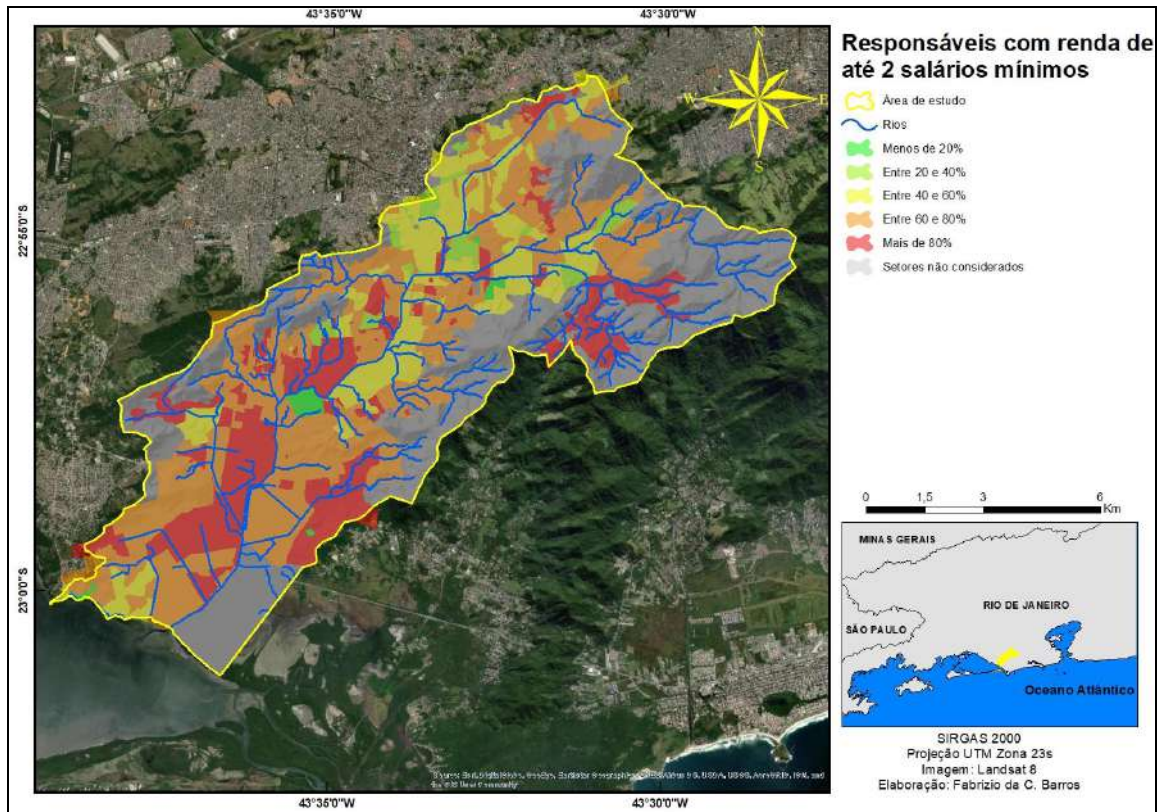 43°35'0"W
43°30'0"W
22°55'0"S
23°0'0"S
N
W
E
S
43°35'0"W
43°30'0"W
Responsáveis com renda de
até 2 salários mínimos
Área de estudo
Rios
Menos de 20%
Entre 20 e 40%
Entre 40 e 60%
Entre 60 e 80%
Mais de 80%
Setores não considerados
0 1,5 3 6
Km
MINAS GERAIS
RIO DE JANEIRO
SÃO PAULO
Oceano Atlântico
SIRGAS 2000
Projeção UTM Zona 23s
Imagem: Landsat 8
Elaboração: Fabrizio da C. Barros